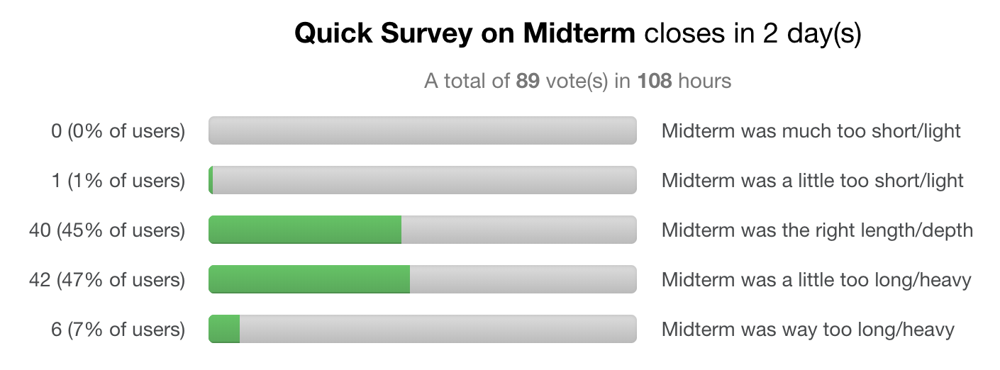 Quick Survey on Midterm closes in 2 day(s)
A total of 89 vote(s) in 108 hours
0 (0% of users) Midterm was much too short/light
1 (1% of users) Midterm was a little too short/light
40 (45% of users) Midterm was the right length/depth
42 (47% of users) Midterm was a little too long/heavy
6 (7% of users) Midterm was way too long/heavy